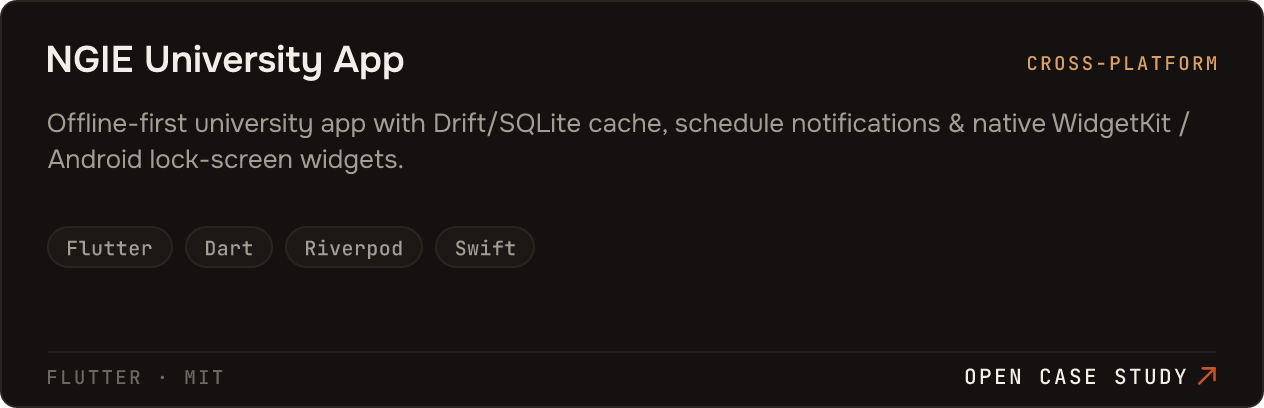 NGIE University App
CROSS-PLATFORM
Offline-first university app with Drift/SQLite cache, schedule notifications & native WidgetKit /
Android lock-screen widgets.
Flutter Dart Riverpod Swift
FLUTTER · MIT
OPEN CASE STUDY ↗